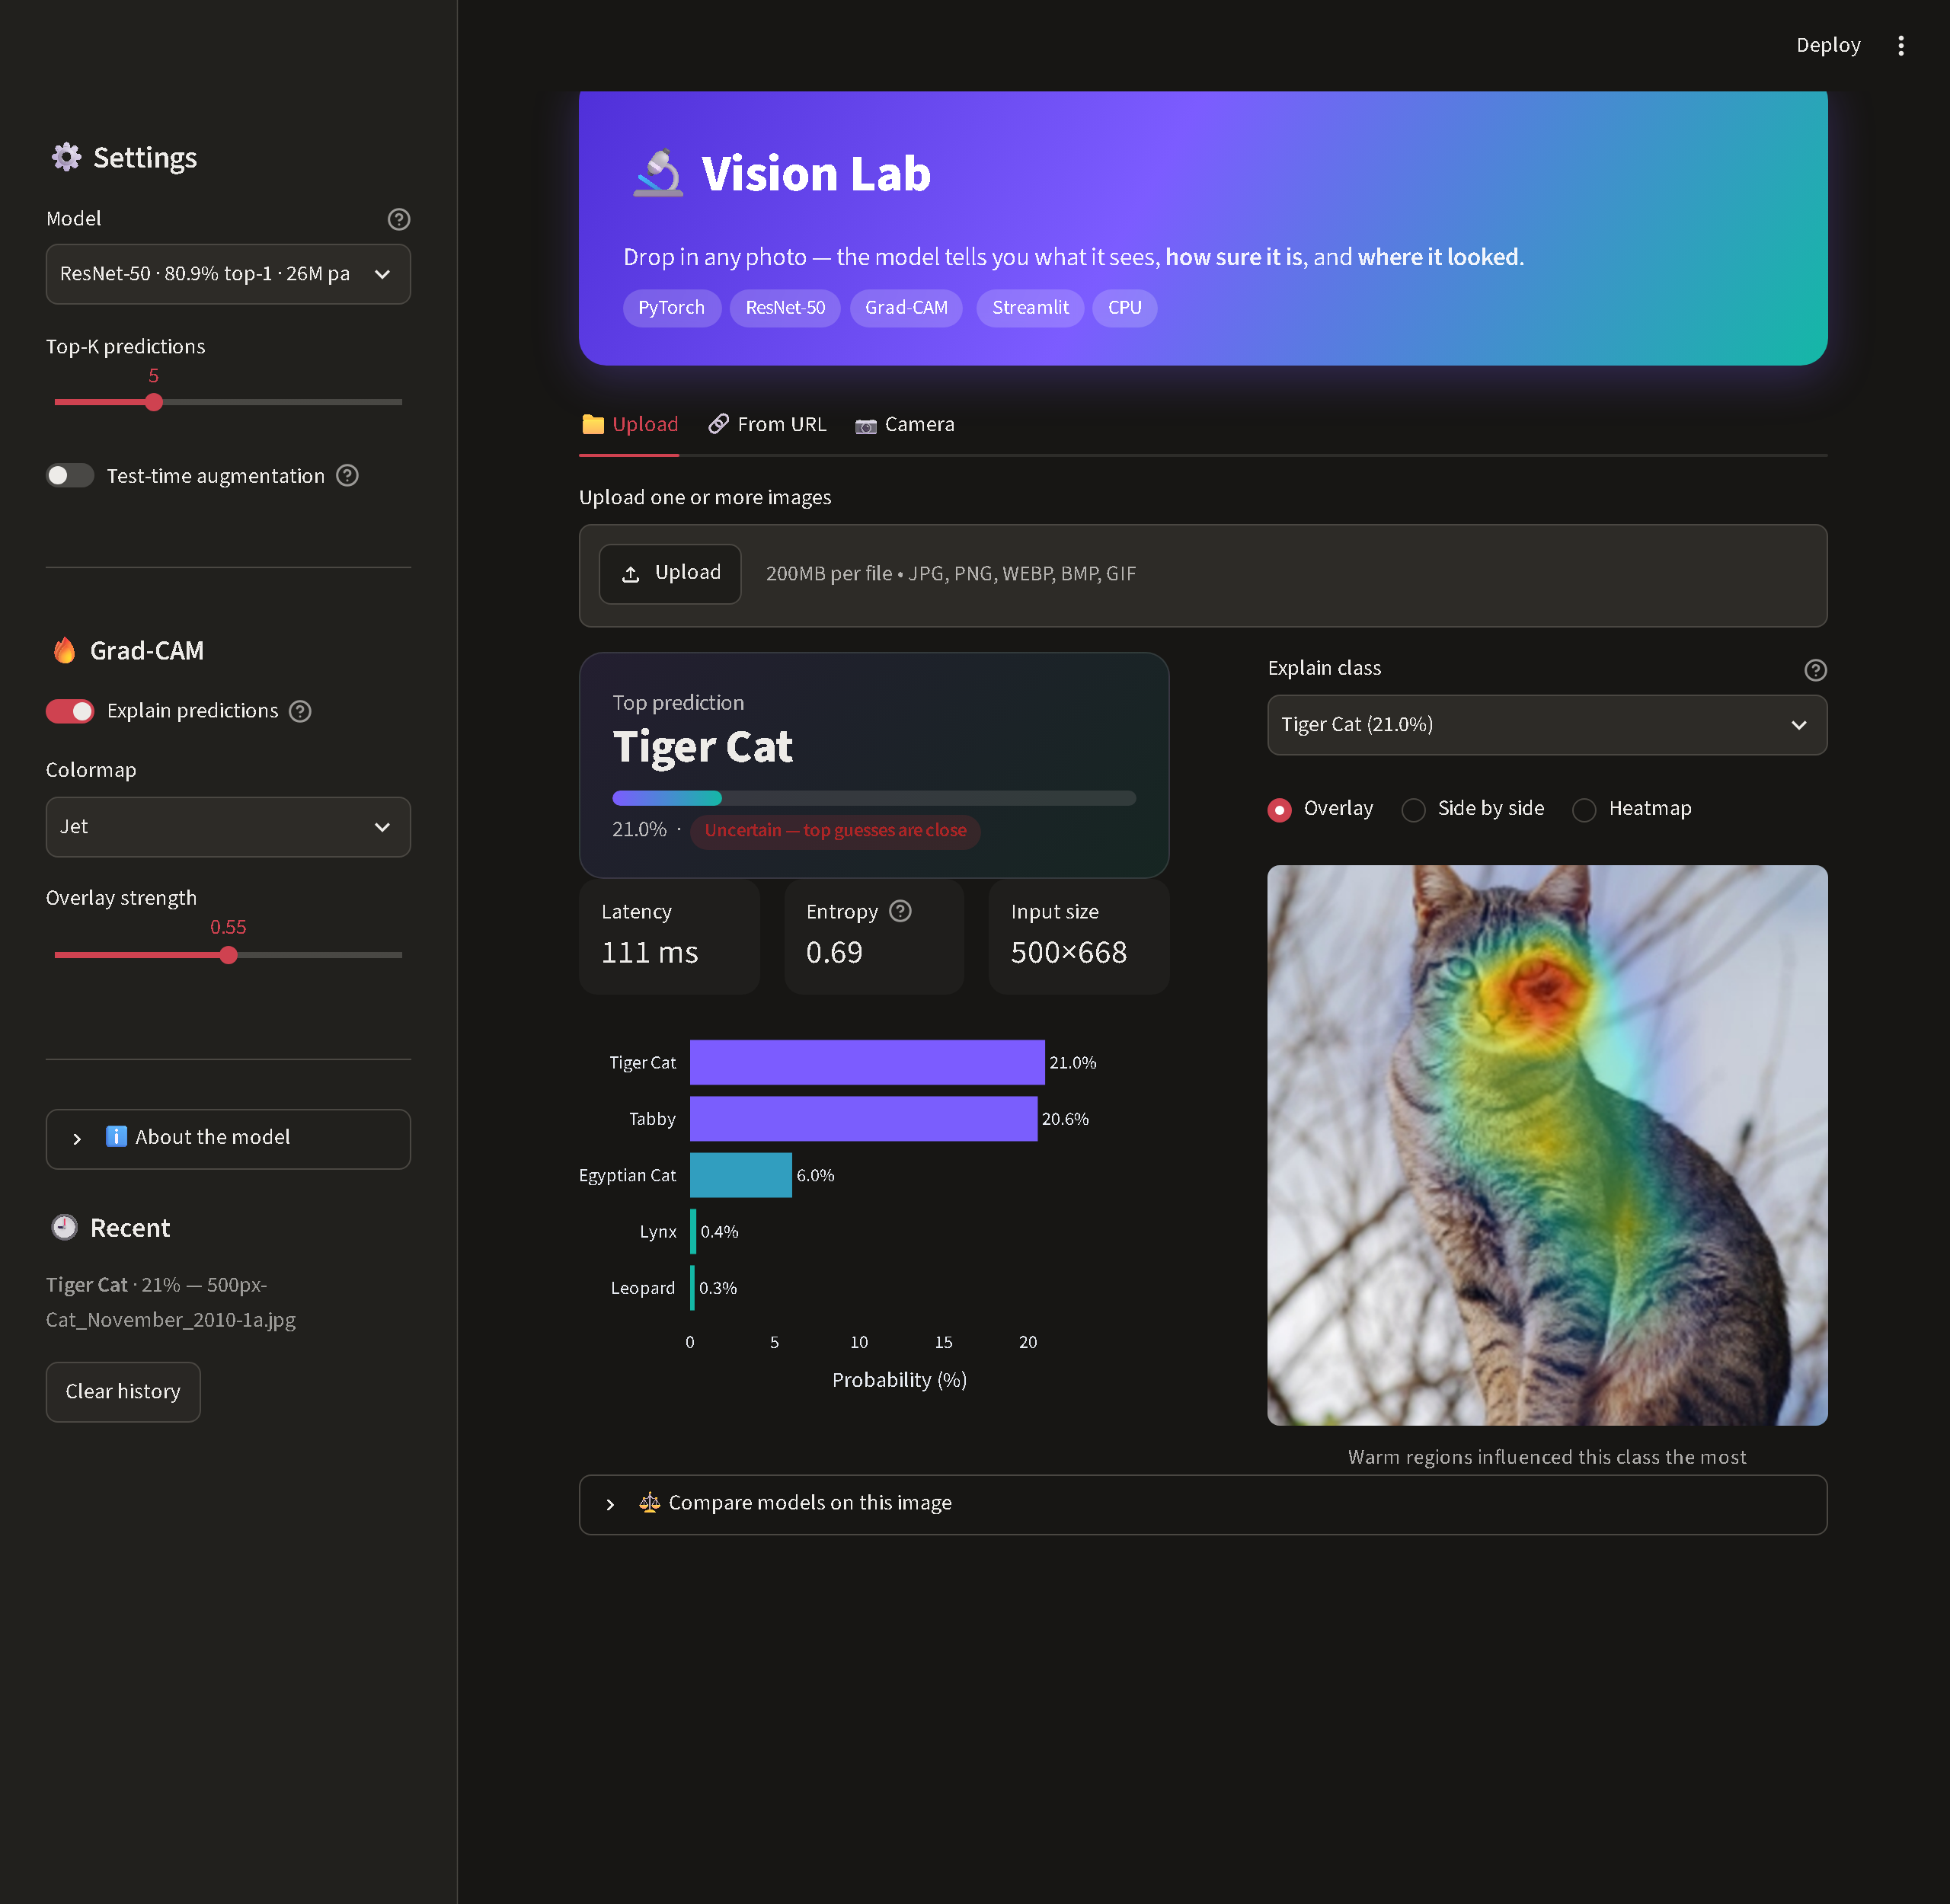 Deploy
Settings
Model
ResNet-50 · 80.9% top-1 · 26M pa
Top-K predictions
5
Test-time augmentation
Grad-CAM
Explain predictions
Colormap
Jet
Overlay strength
0.55
About the model
Recent
Tiger Cat · 21% — 500px-
Cat_November_2010-1a.jpg
Clear history
Vision Lab
Drop in any photo — the model tells you what it sees, how sure it is, and where it looked.
PyTorch ResNet-50 Grad-CAM Streamlit CPU
Upload From URL Camera
Upload one or more images
Upload 200MB per file • JPG, PNG, WEBP, BMP, GIF
Top prediction
Tiger Cat
21.0% · Uncertain — top guesses are close
Latency
111 ms
Entropy
0.69
Input size
500×668
Tiger Cat 21.0%
Tabby 20.6%
Egyptian Cat 6.0%
Lynx 0.4%
Leopard 0.3%
0 5 10 15 20
Probability (%)
Explain class
Tiger Cat (21.0%)
Overlay Side by side Heatmap
Warm regions influenced this class the most
Compare models on this image